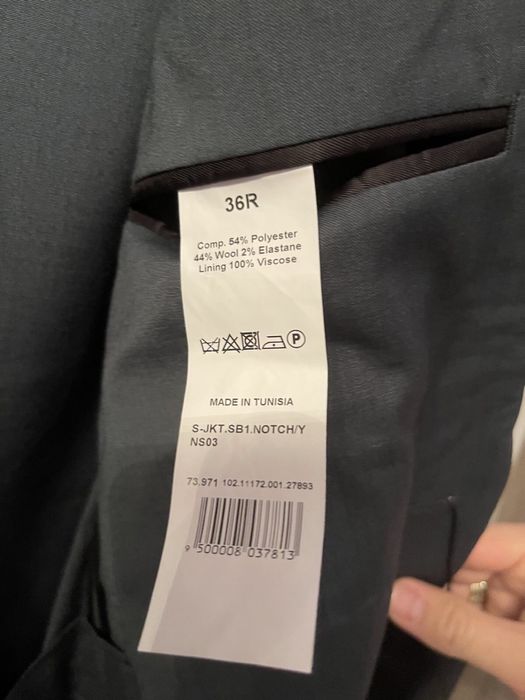 36R
Comp. 54% Polyester
44% Wool 2% Elastane
Lining 100% Viscose
P
MADE IN TUNISIA
S-JKT.SB1.NOTCH/Y
NS03
73.971 102.11172.001.27893
9 500008 037813